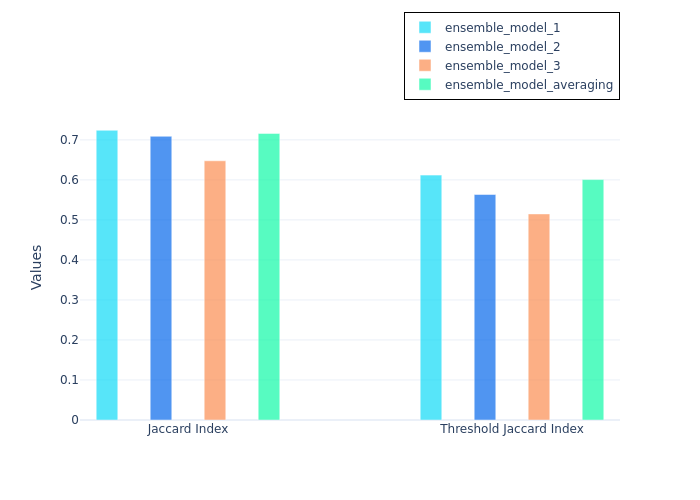 ensemble_model_1
ensemble_model_2
ensemble_model_3
ensemble_model_averaging
0.7
0.6
0.5
0.4
0.3
0.2
0.1
0
Values
Jaccard Index
Threshold Jaccard Index